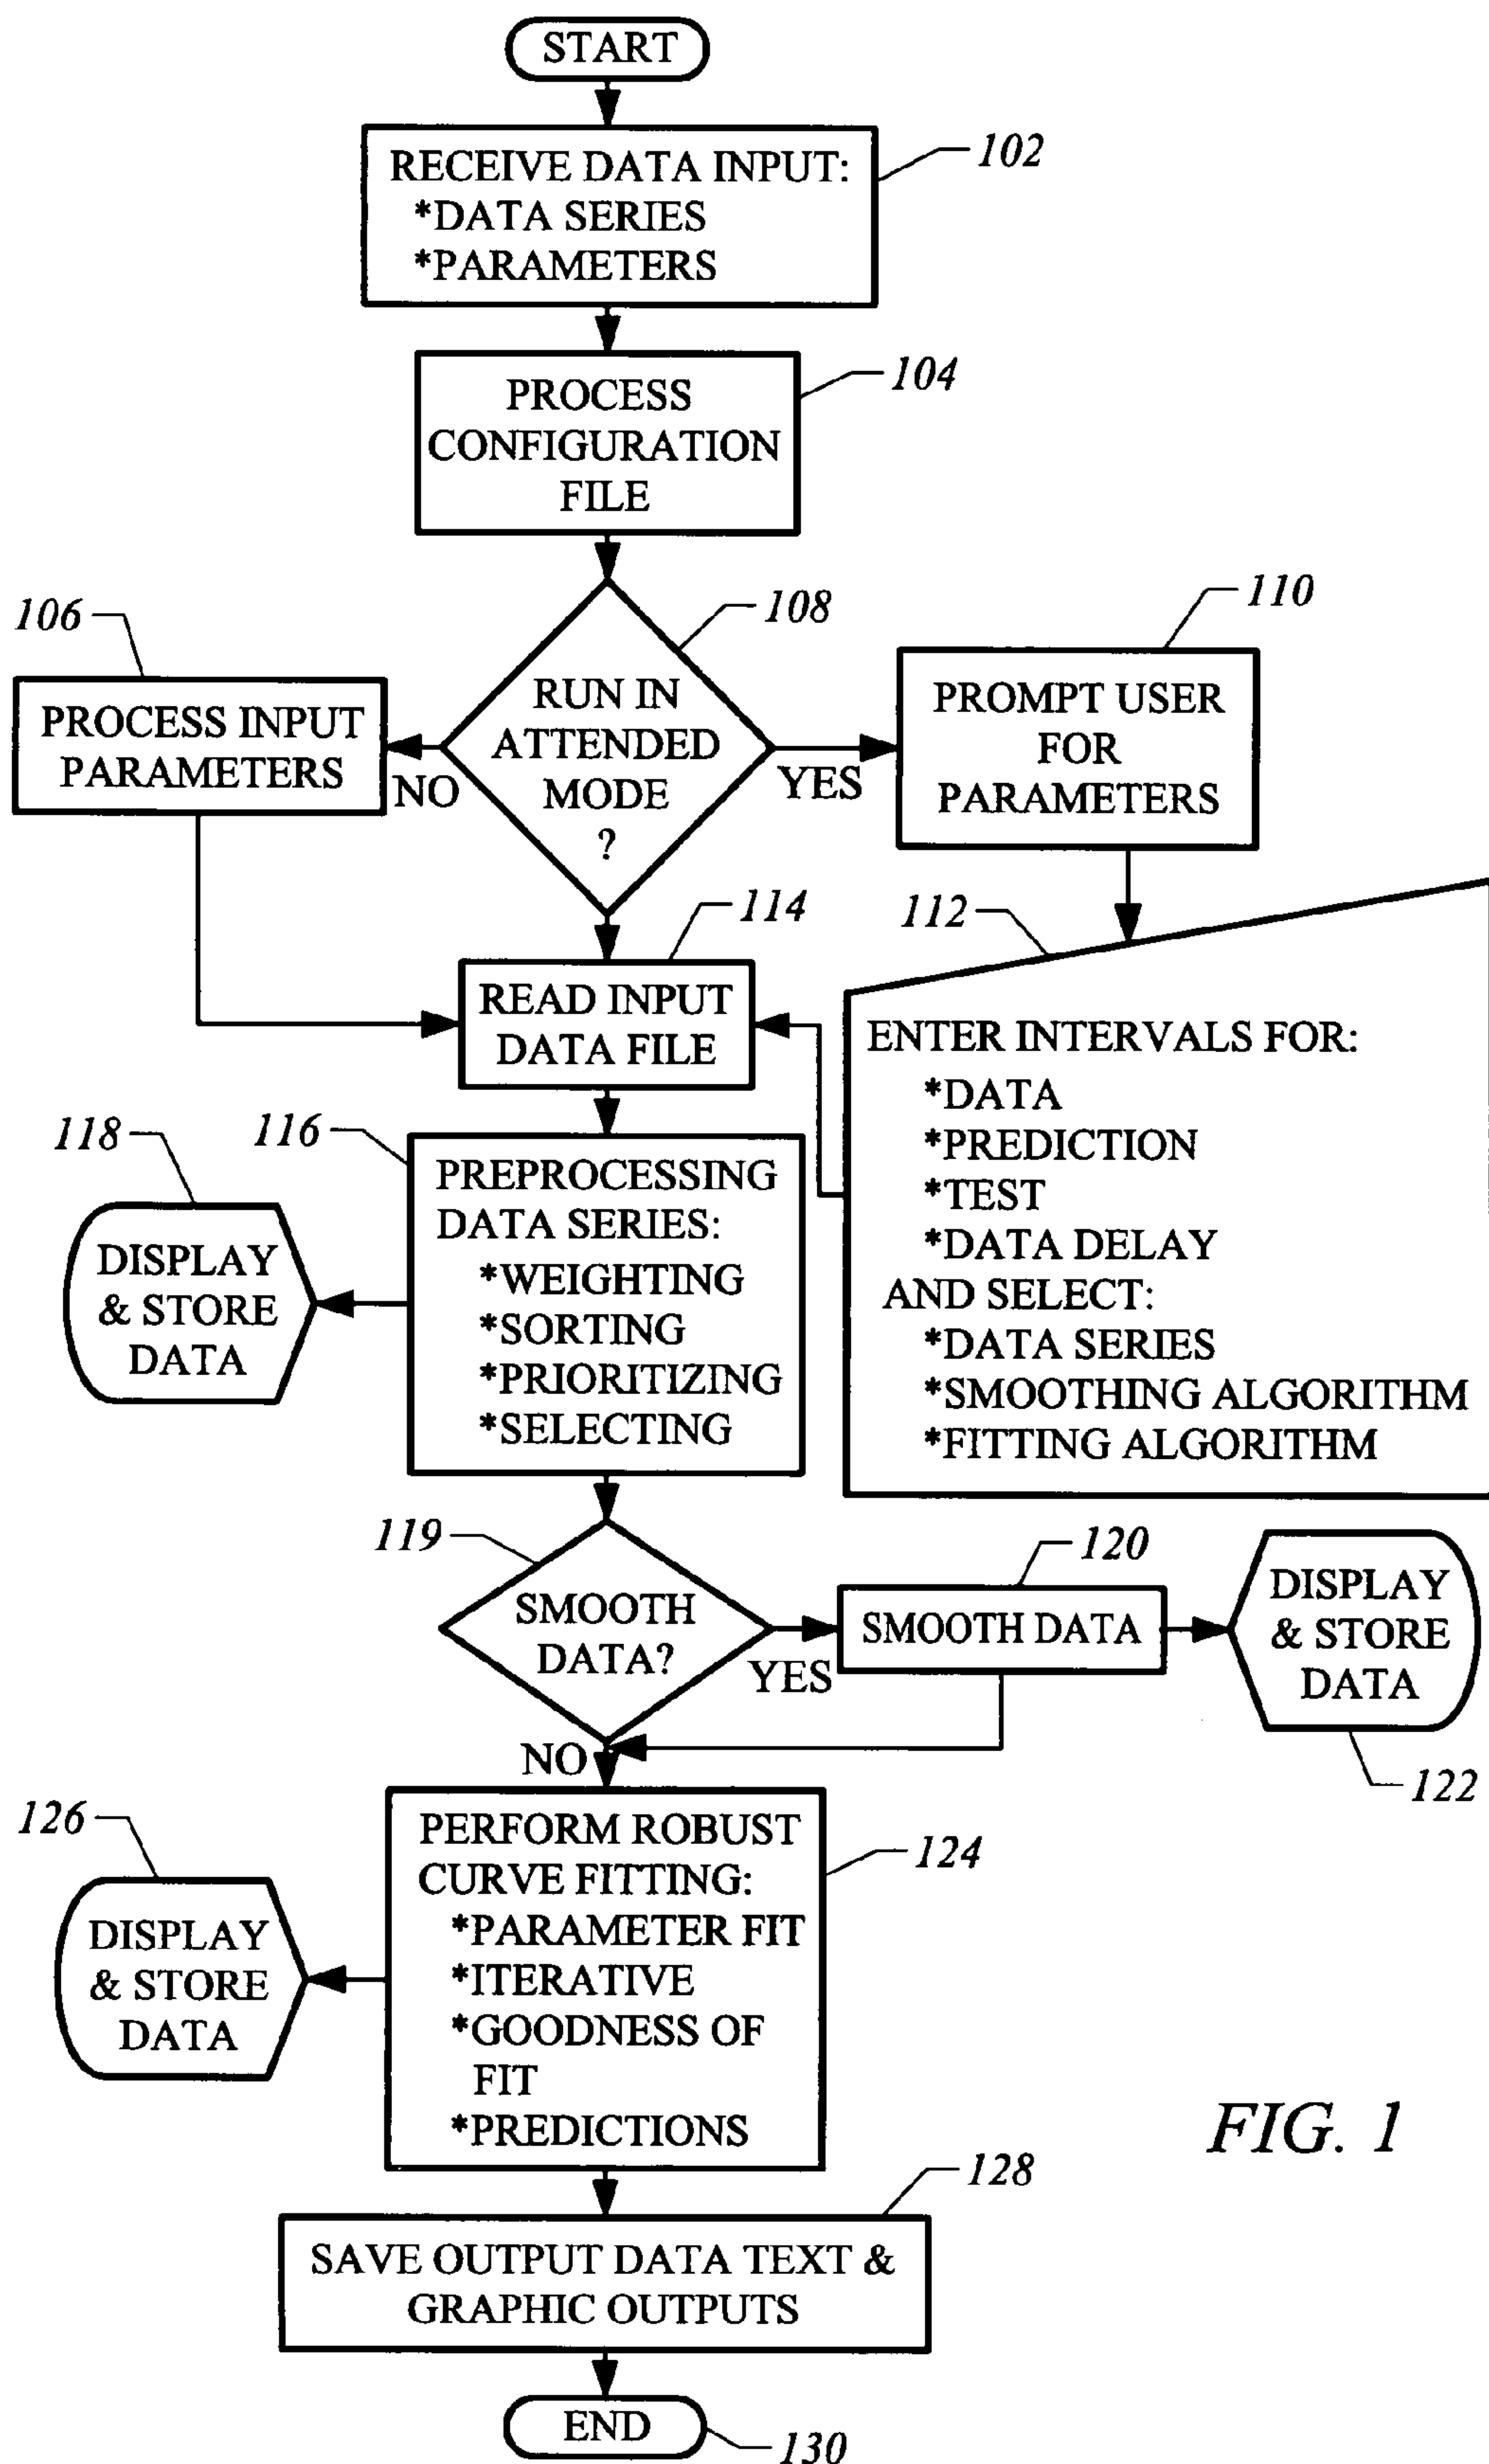 START
102
RECEIVE DATA INPUT:
*DATA SERIES
*PARAMETERS
104
PROCESS
CONFIGURATION
FILE
106
PROCESS INPUT
PARAMETERS
NO
108
RUN IN
ATTENDED
MODE
?
YES
110
PROMPT USER
FOR
PARAMETERS
112
ENTER INTERVALS FOR:
*DATA
*PREDICTION
*TEST
*DATA DELAY
AND SELECT:
*DATA SERIES
*SMOOTHING ALGORITHM
*FITTING ALGORITHM
114
READ INPUT
DATA FILE
116
PREPROCESSING
DATA SERIES:
*WEIGHTING
*SORTING
*PRIORITIZING
*SELECTING
118
DISPLAY
& STORE
DATA
119
SMOOTH
DATA?
YES
NO
120
SMOOTH DATA
DISPLAY
& STORE
DATA
122
124
PERFORM ROBUST
CURVE FITTING:
*PARAMETER FIT
*ITERATIVE
*GOODNESS OF
FIT
*PREDICTIONS
126
DISPLAY
& STORE
DATA
FIG. 1
128
SAVE OUTPUT DATA TEXT &
GRAPHIC OUTPUTS
END
130